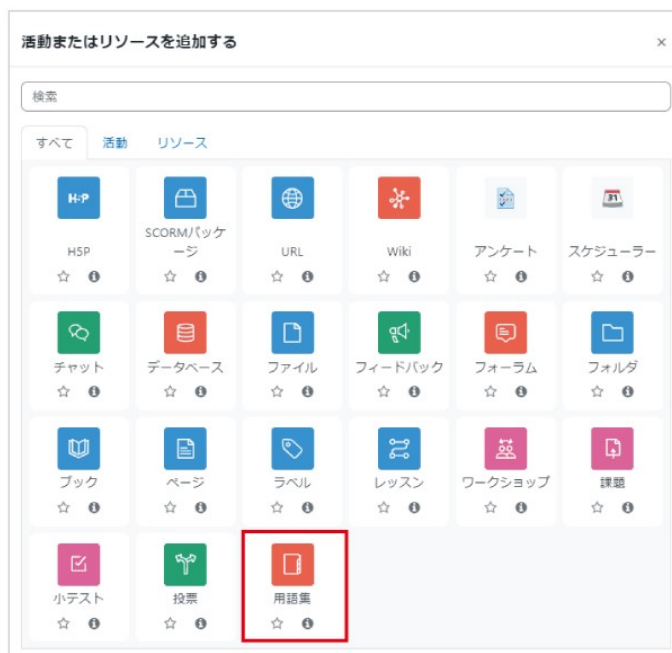 活動またはリソースを追加する ×
検索
すべて 活動 リソース
H5P
31
H5P SCORMパッケージ URL Wiki アンケート スケジューラー
チャット データベース ファイル フィードバック フォーラム フォルダ
ブック ページ ラベル レッスン ワークショップ 課題
小テスト 投票 用語集